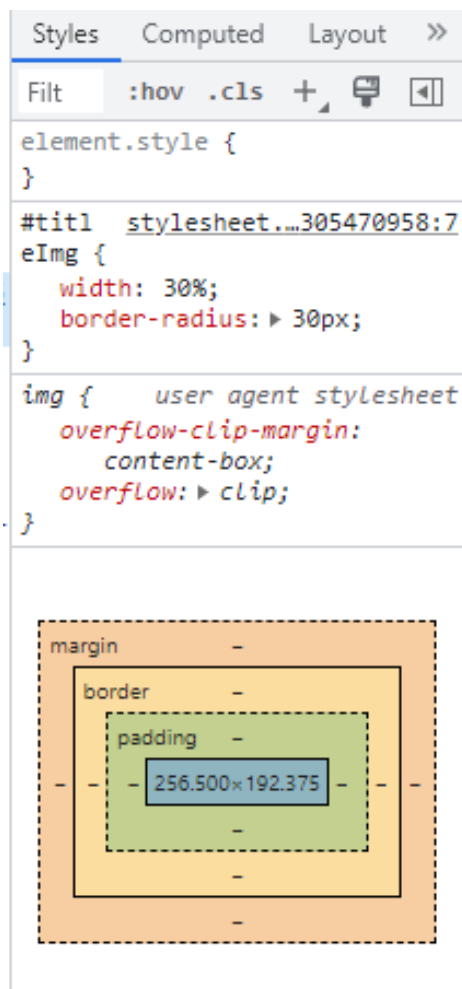 Styles Computed Layout »
Filt :hov .cls +
element.style {
}
#titl stylesheet.…305470958:7
eImg {
width: 30%;
border-radius: ▶ 30px;
}
img { user agent stylesheet
overflow-clip-margin:
content-box;
overflow: ▶ clip;
}
margin –
border –
padding –
– – – 256.500×192.375 – – –
–
–
–